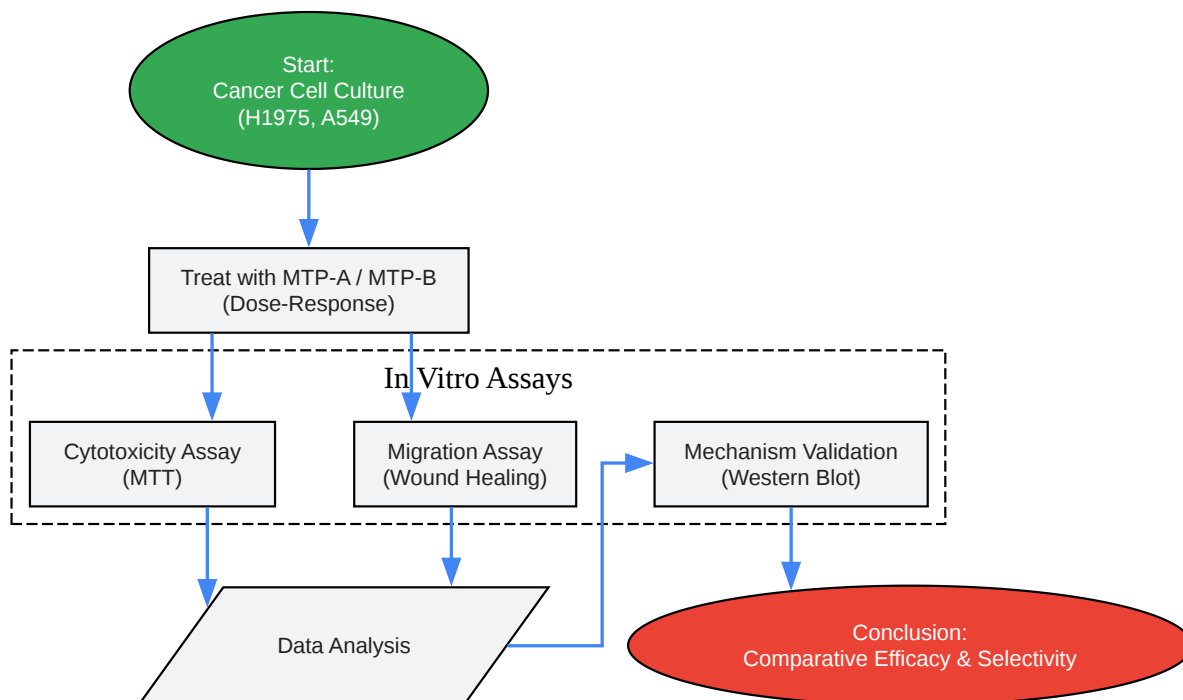 Start:
Cancer Cell Culture
(H1975, A549)
Treat with MTP-A / MTP-B
(Dose-Response)
In Vitro Assays
Cytotoxicity Assay
(MTT)
Migration Assay
(Wound Healing)
Mechanism Validation
(Western Blot)
Data Analysis
Conclusion:
Comparative Efficacy & Selectivity